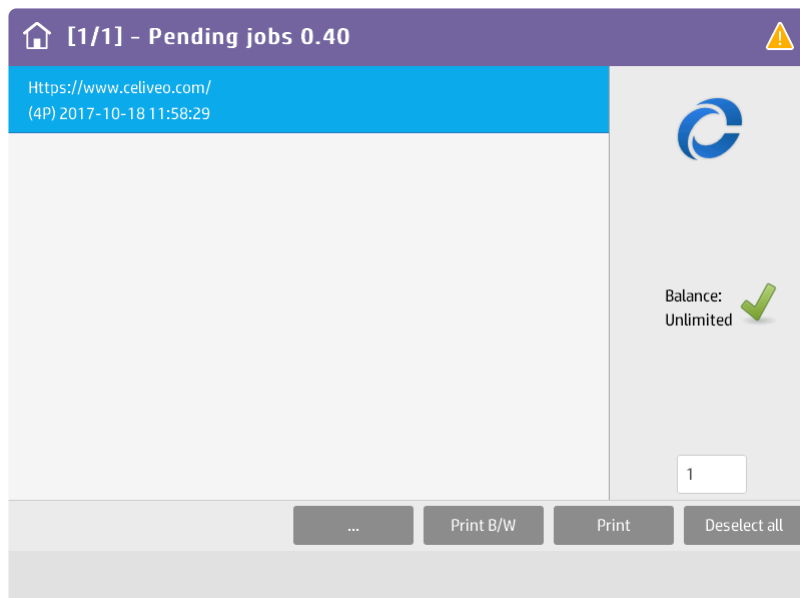 [1/1] - Pending jobs 0.40
Https://www.celiveo.com/
(4P) 2017-10-18 11:58:29
Balance:
Unlimited
1
...
Print B/W
Print
Deselect all